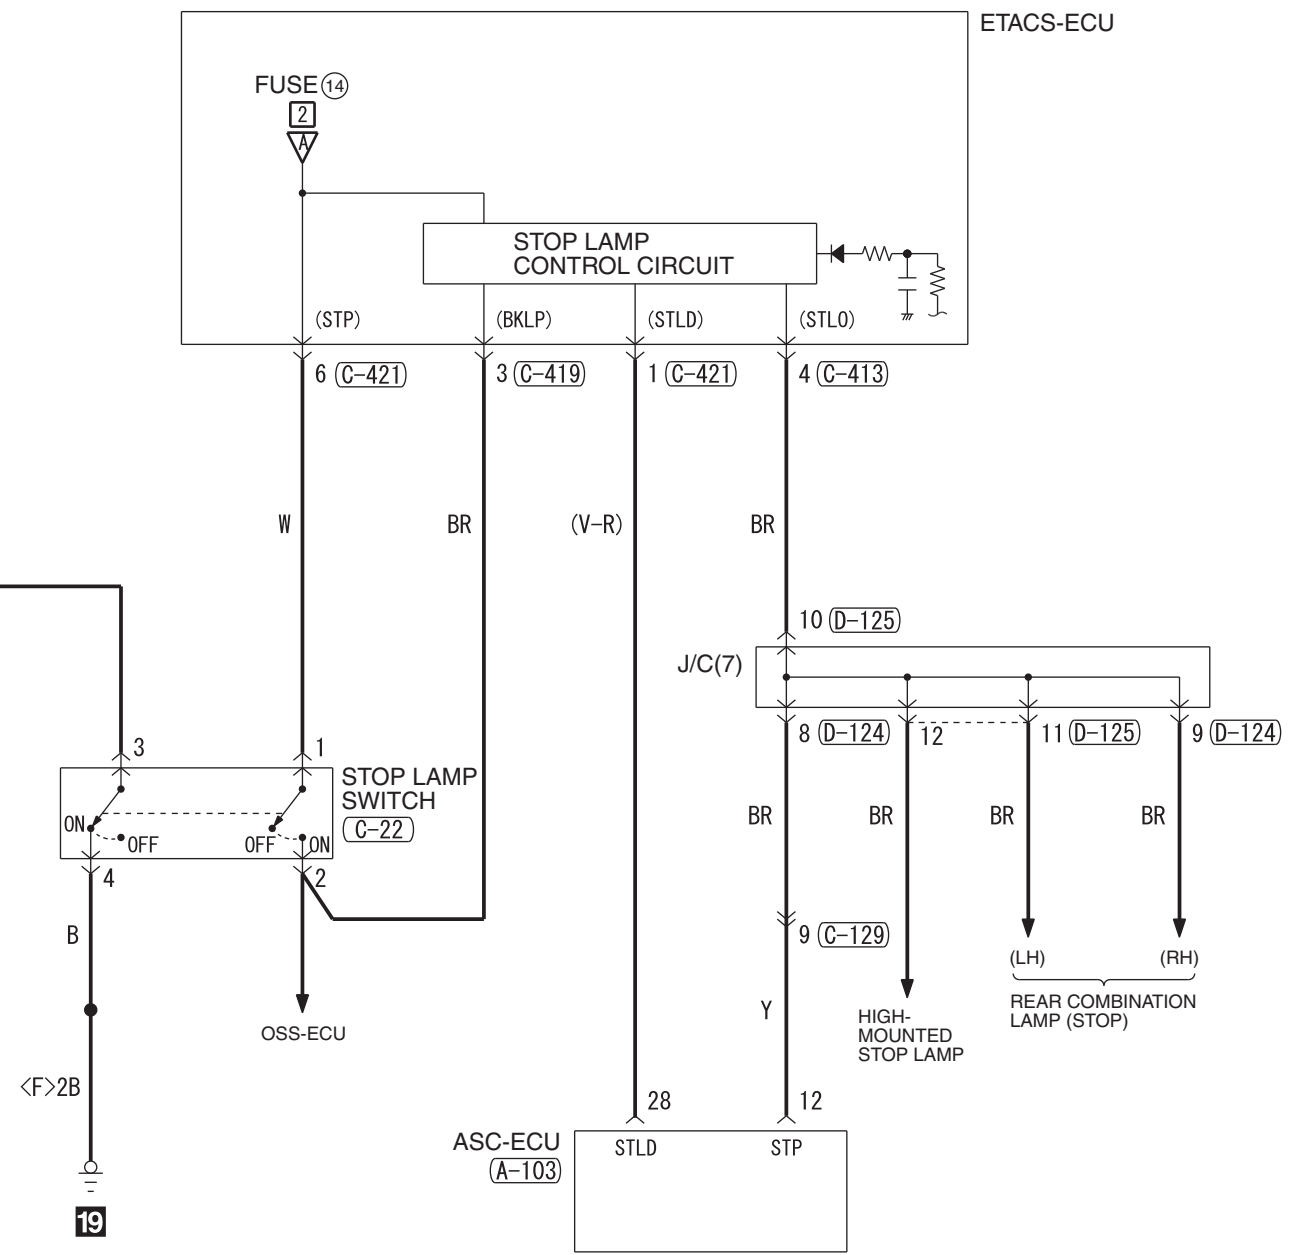 ETACS-ECU
FUSE 14
2
A
STOP LAMP
CONTROL CIRCUIT
(STP)
(BKLP)
(STLD)
(STLO)
6 (C-421)
3 (C-419)
1 (C-421)
4 (C-413)
W
BR
(V-R)
BR
10 (D-125)
J/C(7)
8 (D-124)
12
11 (D-125)
9 (D-124)
3
1
STOP LAMP
SWITCH
C-22
ON
OFF
OFF
ON
4
2
BR
BR
BR
BR
B
9 (C-129)
(LH)
(RH)
REAR COMBINATION
LAMP (STOP)
OSS-ECU
Y
HIGH-
MOUNTED
STOP LAMP
<F>2B
28
12
ASC-ECU
A-103
STLD
STP
19